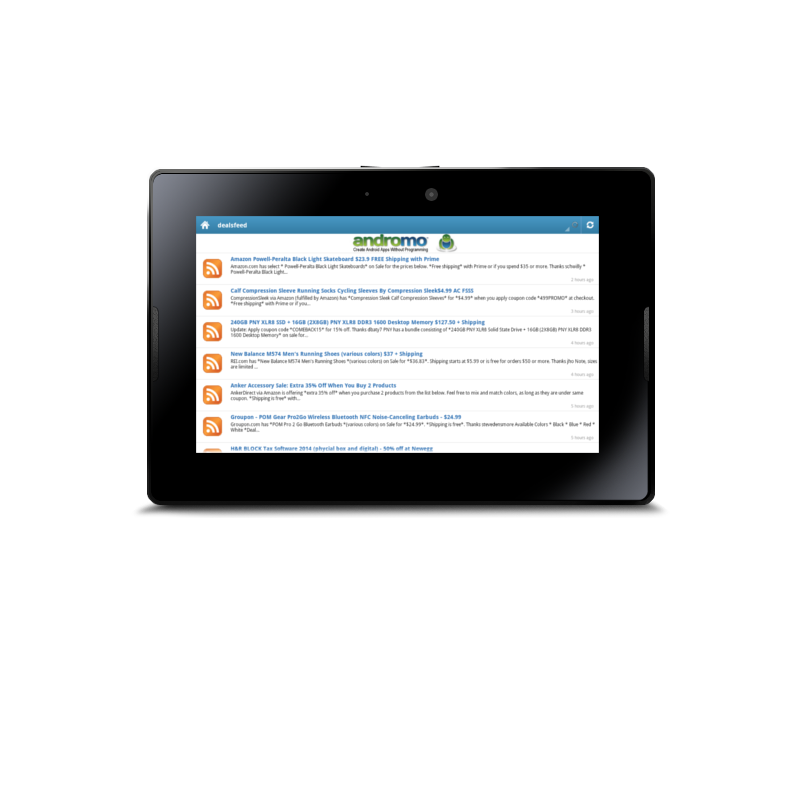 dealsfeed
andromo
Create Android Apps Without Programming.
Amazon Powell-Peralta Black Light Skateboard $23.9 FREE Shipping with Prime
Amazon.com has select * Powell-Peralta Black Light Skateboards* on Sale for the prices below. *Free shipping* with Prime or if you spend $35 or more. Thanks schedly *
Powell-Peralta Black Light...
2 hours ago
Calf Compression Sleeve Running Socks Cycling Sleeves By Compression Sleek$4.99 AC FSSS
CompressionSleek via Amazon (fulfilled by Amazon) has *Compression Sleek Calf Compression Sleeves* for *$4.99* when you apply coupon code *499PROMO* at checkout.
*Free shipping* with Prime or if you...
3 hours ago
240GB PNY XLR8 SSD + 16GB (2X8GB) PNY XLR8 DDR3 1600 Desktop Memory $127.50 + Shipping
Update: Apply coupon code *COMEBACK15* for 15% off. Thanks dbaty7 PNY has a bundle consisting of *240GB PNY XLR8 Solid State Drive + 16GB (2X8GB) PNY XLR8 DDR3
1600 Desktop Memory* on sale for...
4 hours ago
New Balance M574 Men's Running Shoes (various colors) $37 + Shipping
REI.com has *New Balance M574 Men's Running Shoes *(various colors) on Sale for *$36.83*. Shipping starts at $5.99 or is free for orders $50 or more. Thanks jho Note, sizes
are limited ...
4 hours ago
Anker Accessory Sale: Extra 35% Off When You Buy 2 Products
AnkerDirect via Amazon is offering *extra 35% off* when you purchase 2 products from the list below. Feel free to mix and match colors, as long as they are under same
coupon. *Shipping is free* with...
5 hours ago
Groupon - POM Gear Pro2Go Wireless Bluetooth NFC Noise-Canceling Earbuds - $24.99
Groupon.com has *POM Pro 2 Go Bluetooth Earbuds *(various colors) on Sale for *$24.99*. *Shipping is free*. Thanks stevedemsmore Available Colors * Black * Blue * Red *
White *Deal...
5 hours ago
H&R BLOCK Tax Software 2014 (physical box and digital) - 50% off at Newegg